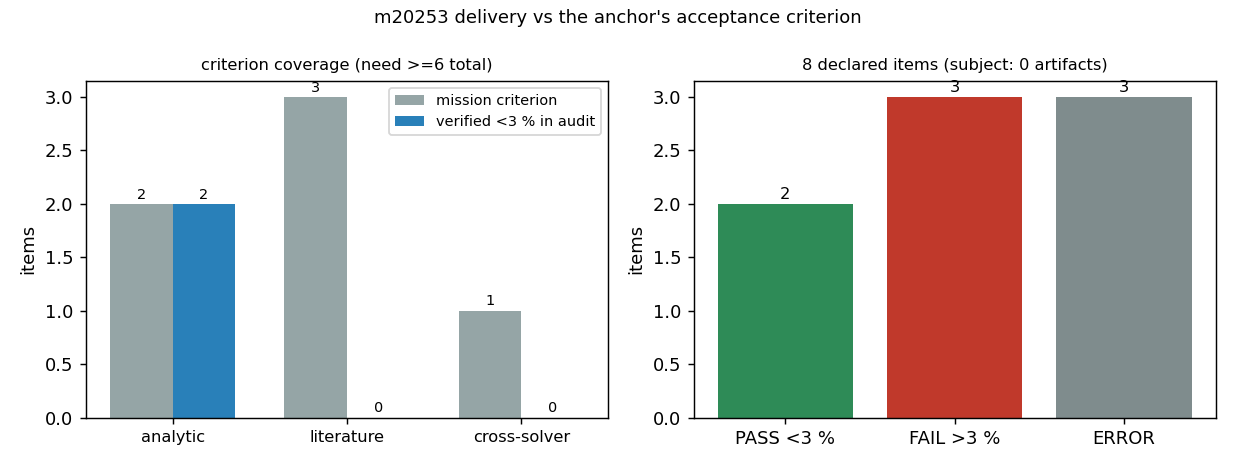 m20253 delivery vs the anchor's acceptance criterion
criterion coverage (need >=6 total)
3.0
2.5
2.0
1.5
1.0
0.5
0.0
items
2
2
3
0
1
0
mission criterion
verified <3 % in audit
analytic
literature
cross-solver
8 declared items (subject: 0 artifacts)
3.0
2.5
2.0
1.5
1.0
0.5
0.0
items
2
3
3
PASS <3 %
FAIL >3 %
ERROR